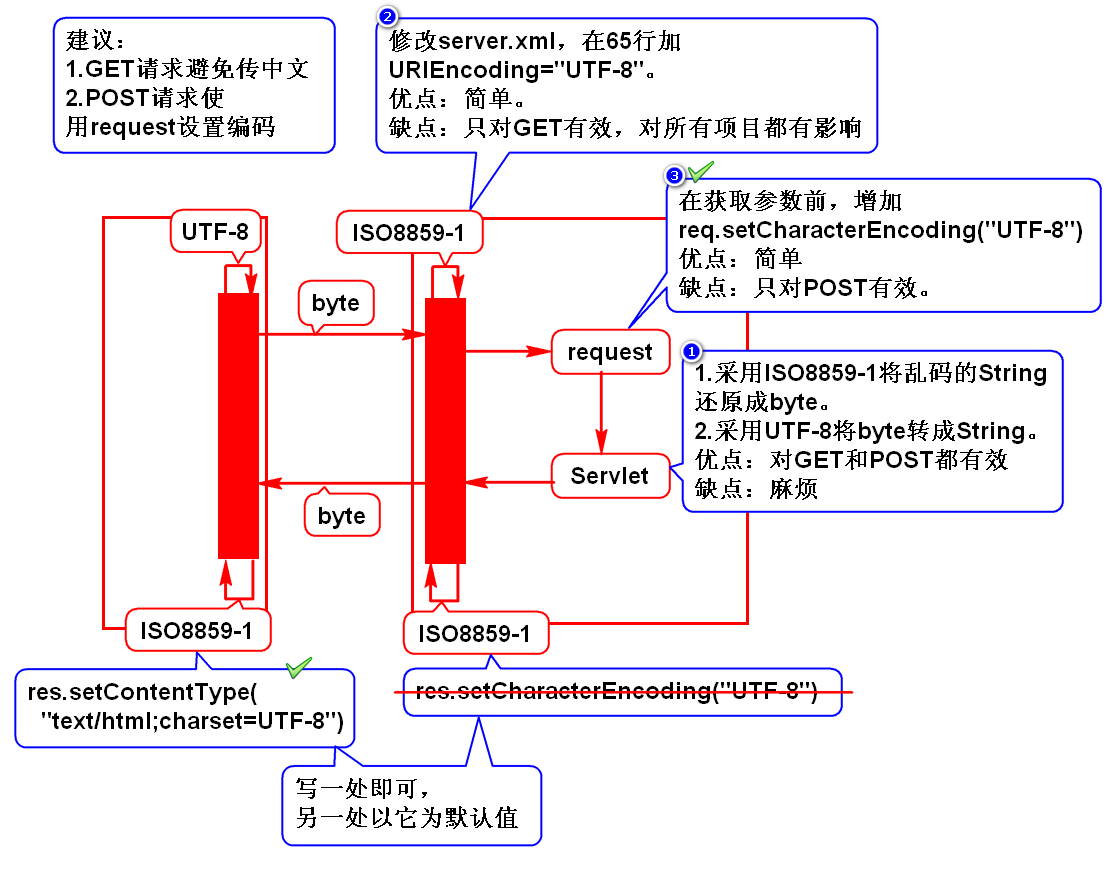 建议：
1.GET请求避免传中文
2.POST请求使
用request设置编码
2
修改server.xml，在65行加
URIEncoding="UTF-8"。
优点：简单。
缺点：只对GET有效，对所有项目都有影响
3
在获取参数前，增加
req.setCharacterEncoding("UTF-8")
优点：简单
缺点：只对POST有效。
UTF-8
ISO8859-1
byte
request
1
1.采用ISO8859-1将乱码的String
还原成byte。
2.采用UTF-8将byte转成String。
优点：对GET和POST都有效
缺点：麻烦
Servlet
byte
ISO8859-1
ISO8859-1
res.setContentType(
"text/html;charset=UTF-8")
res.setCharacterEncoding("UTF-8")
写一处即可，
另一处以它为默认值